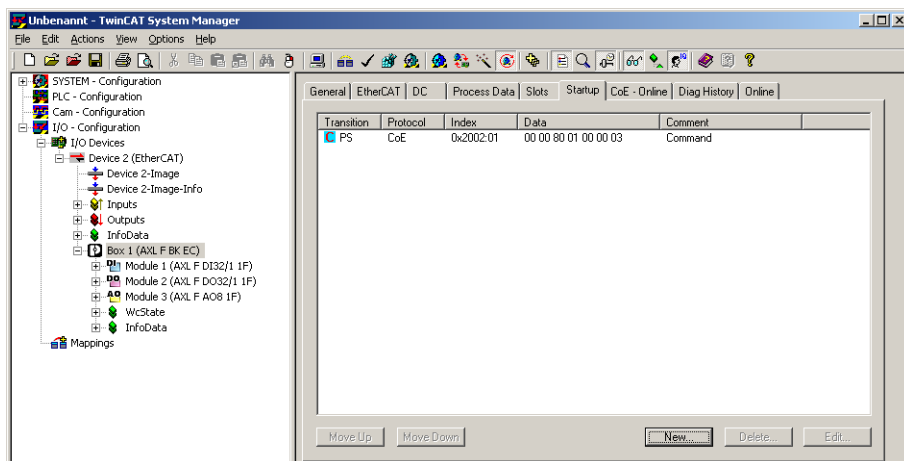 Unbenannt - TwinCAT System Manager
File Edit Actions View Options Help
SYSTEM - Configuration
PLC - Configuration
Cam - Configuration
I/O - Configuration
I/O Devices
Device 2 (EtherCAT)
Device 2-Image
Device 2-Image-Info
Inputs
Outputs
InfoData
Box 1 (AXL F BK EC)
Module 1 (AXL F DI32/1 1F)
Module 2 (AXL F DO32/1 1F)
Module 3 (AXL F AO8 1F)
WcState
InfoData
Mappings
General EtherCAT DC Process Data Slots Startup CoE - Online Diag History Online
Transition Protocol Index Data Comment
C PS CoE 0x2002:01 00 00 80 01 00 00 03 Command
Move Up Move Down New... Delete... Edit...